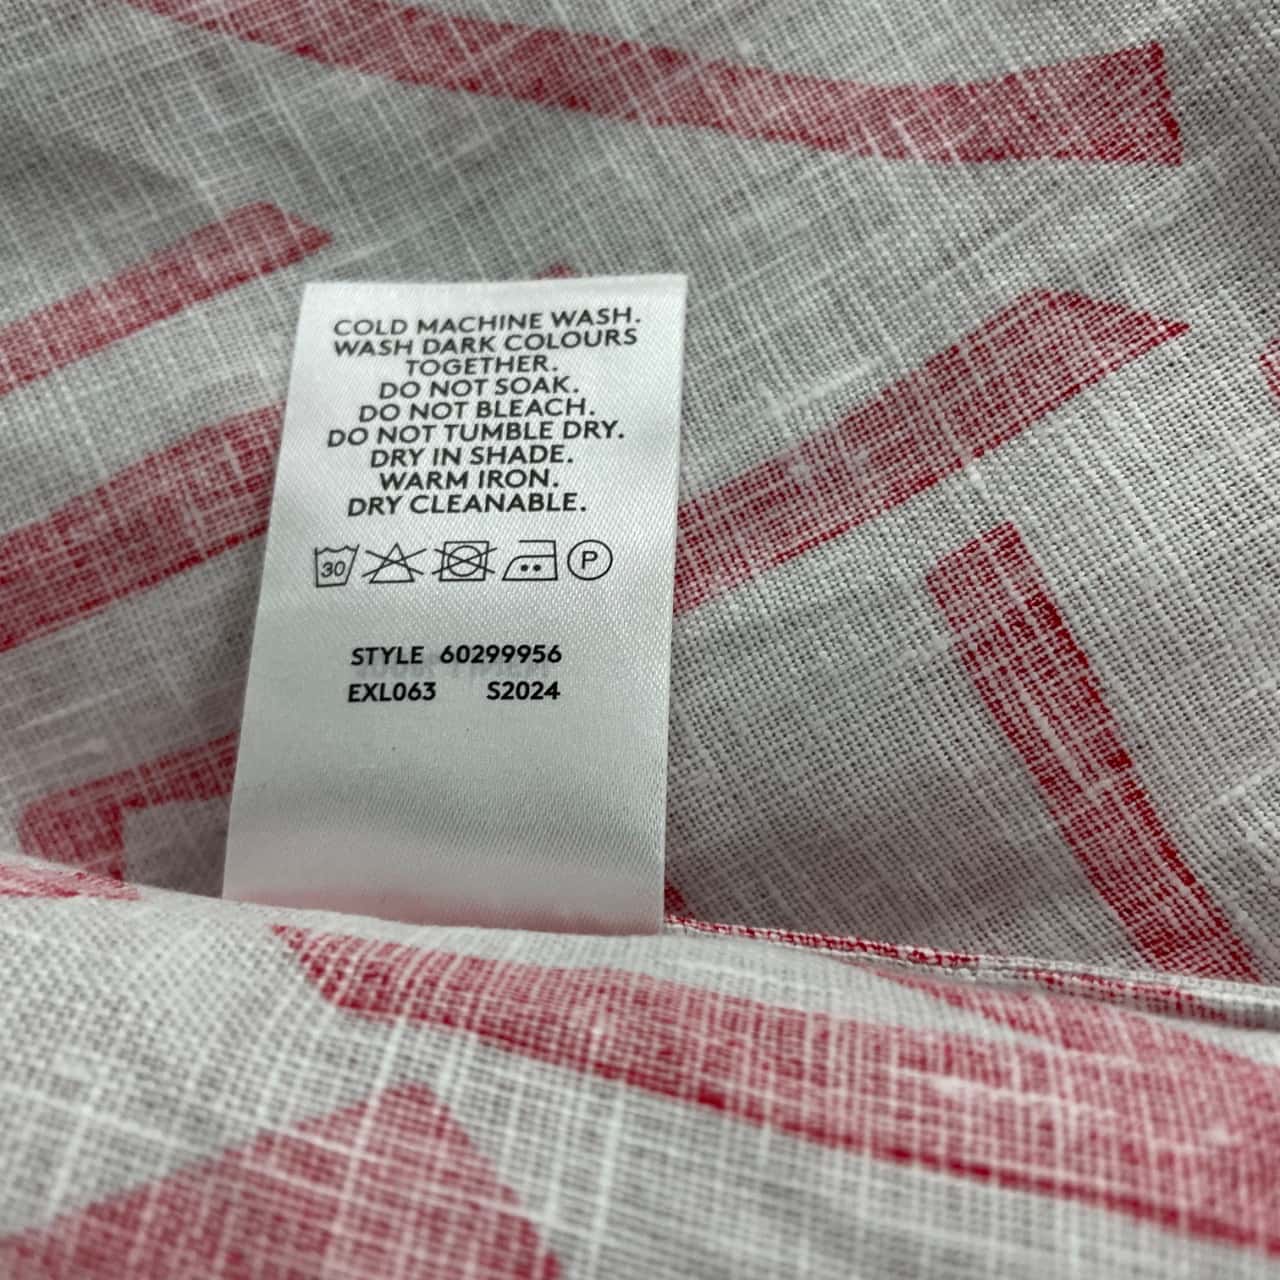 COLD MACHINE WASH.
WASH DARK COLOURS
TOGETHER.
DO NOT SOAK.
DO NOT BLEACH.
DO NOT TUMBLE DRY.
DRY IN SHADE.
WARM IRON.
DRY CLEANABLE.
30 P
STYLE 60299956
EXL063 S2024